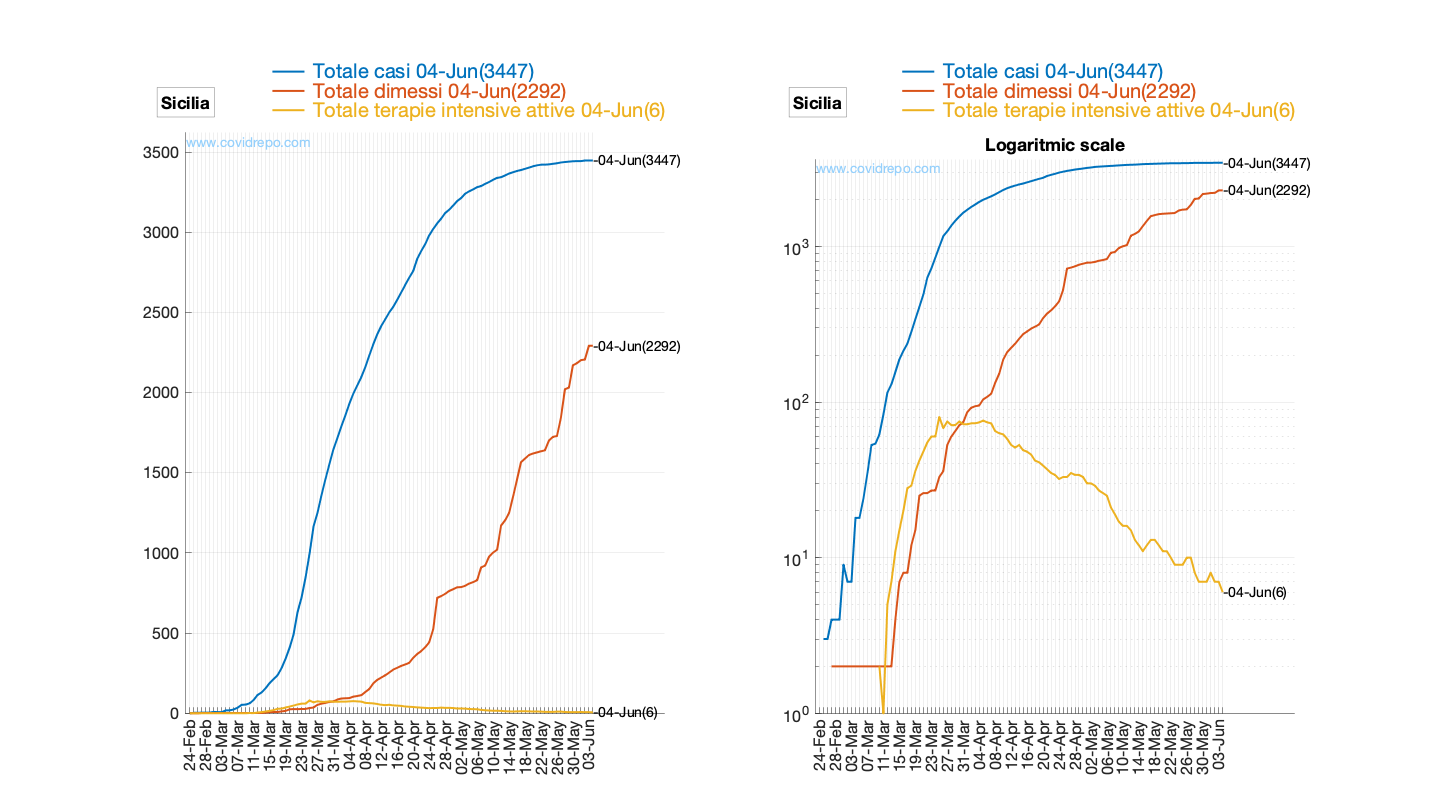 Totale casi 04-Jun(3447)
Totale dimessi 04-Jun(2292)
Totale terapie intensive attive 04-Jun(6)
Sicilia
www.covidrepo.com
3500
3000
2500
2000
1500
1000
500
0
-04-Jun(3447)
-04-Jun(2292)
-04-Jun(6)
24-Feb
28-Feb
03-Mar
07-Mar
11-Mar
15-Mar
19-Mar
23-Mar
27-Mar
31-Mar
04-Apr
08-Apr
12-Apr
16-Apr
20-Apr
24-Apr
28-Apr
02-May
06-May
10-May
14-May
18-May
22-May
26-May
30-May
03-Jun
Totale casi 04-Jun(3447)
Totale dimessi 04-Jun(2292)
Totale terapie intensive attive 04-Jun(6)
Sicilia
Logaritmic scale
www.covidrepo.com
10^3
10^2
10^1
10^0
-04-Jun(3447)
-04-Jun(2292)
-04-Jun(6)
24-Feb
28-Feb
03-Mar
07-Mar
11-Mar
15-Mar
19-Mar
23-Mar
27-Mar
31-Mar
04-Apr
08-Apr
12-Apr
16-Apr
20-Apr
24-Apr
28-Apr
02-May
06-May
10-May
14-May
18-May
22-May
26-May
30-May
03-Jun